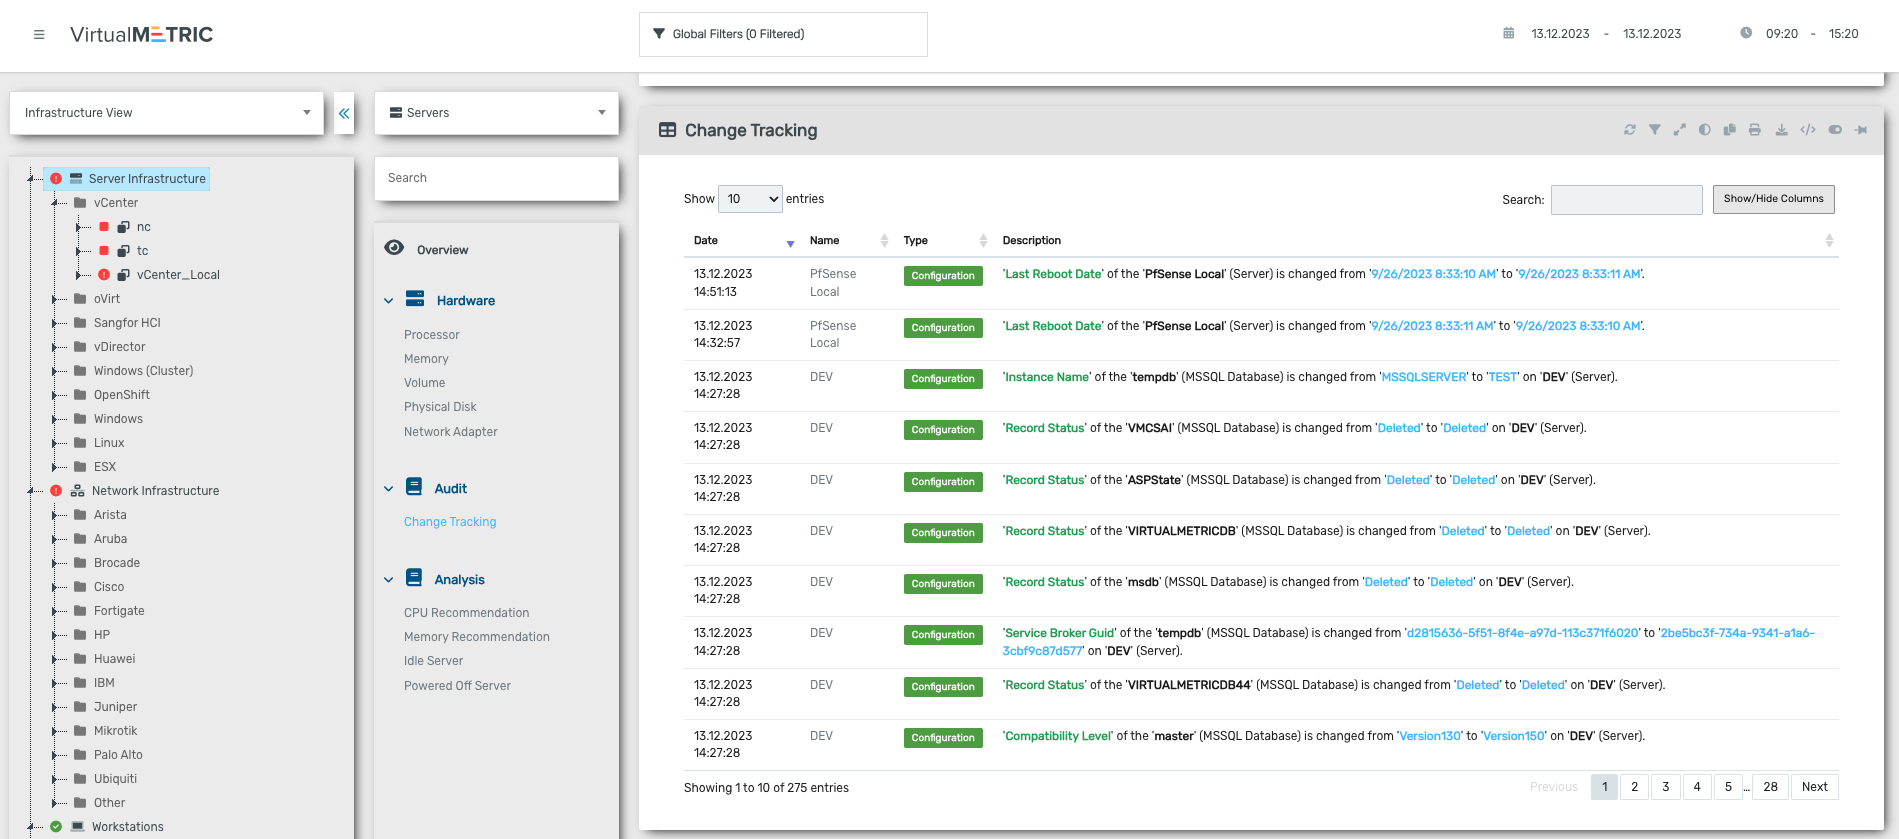 VirtualMETRIC
Global Filters (0 Filtered)
13.12.2023 - 13.12.2023
09:20 - 15:20
Infrastructure View
Server Infrastructure
vCenter
nc
tc
vCenter_Local
oVirt
Sangfor HCI
vDirector
Windows (Cluster)
OpenShift
Windows
Linux
ESX
Network Infrastructure
Arista
Aruba
Brocade
Cisco
Fortigate
HP
Huawei
IBM
Juniper
Mikrotik
Palo Alto
Ubiquiti
Other
Workstations
Servers
Search
Overview
Hardware
Processor
Memory
Volume
Physical Disk
Network Adapter
Audit
Change Tracking
Analysis
CPU Recommendation
Memory Recommendation
Idle Server
Powered Off Server
Change Tracking
Show 10 entries
Search:
Show/Hide Columns
Date Name Type Description
13.12.2023 PfSense Configuration 'Last Reboot Date' of the 'PfSense Local' (Server) is changed from '9/26/2023 8:33:10 AM' to '9/26/2023 8:33:11 AM'.
14:51:13 Local
13.12.2023 PfSense Configuration 'Last Reboot Date' of the 'PfSense Local' (Server) is changed from '9/26/2023 8:33:11 AM' to '9/26/2023 8:33:10 AM'.
14:32:57 Local
13.12.2023 DEV Configuration 'Instance Name' of the 'tempdb' (MSSQL Database) is changed from 'MSSQLSERVER' to 'TEST' on 'DEV' (Server).
14:27:28
13.12.2023 DEV Configuration 'Record Status' of the 'VMCSAI' (MSSQL Database) is changed from 'Deleted' to 'Deleted' on 'DEV' (Server).
14:27:28
13.12.2023 DEV Configuration 'Record Status' of the 'ASPState' (MSSQL Database) is changed from 'Deleted' to 'Deleted' on 'DEV' (Server).
14:27:28
13.12.2023 DEV Configuration 'Record Status' of the 'VIRTUALMETRICDB' (MSSQL Database) is changed from 'Deleted' to 'Deleted' on 'DEV' (Server).
14:27:28
13.12.2023 DEV Configuration 'Record Status' of the 'msdb' (MSSQL Database) is changed from 'Deleted' to 'Deleted' on 'DEV' (Server).
14:27:28
13.12.2023 DEV Configuration 'Service Broker Guid' of the 'tempdb' (MSSQL Database) is changed from 'd2815636-5f51-8f4e-a97d-113c371f6020' to '2be5bc3f-734a-9341-a1a6-
14:27:28 3cbf9c87d577' on 'DEV' (Server).
13.12.2023 DEV Configuration 'Record Status' of the 'VIRTUALMETRICDB44' (MSSQL Database) is changed from 'Deleted' to 'Deleted' on 'DEV' (Server).
14:27:28
13.12.2023 DEV Configuration 'Compatibility Level' of the 'master' (MSSQL Database) is changed from 'Version130' to 'Version150' on 'DEV' (Server).
14:27:28
Showing 1 to 10 of 275 entries
Previous 1 2 3 4 5 ... 28 Next